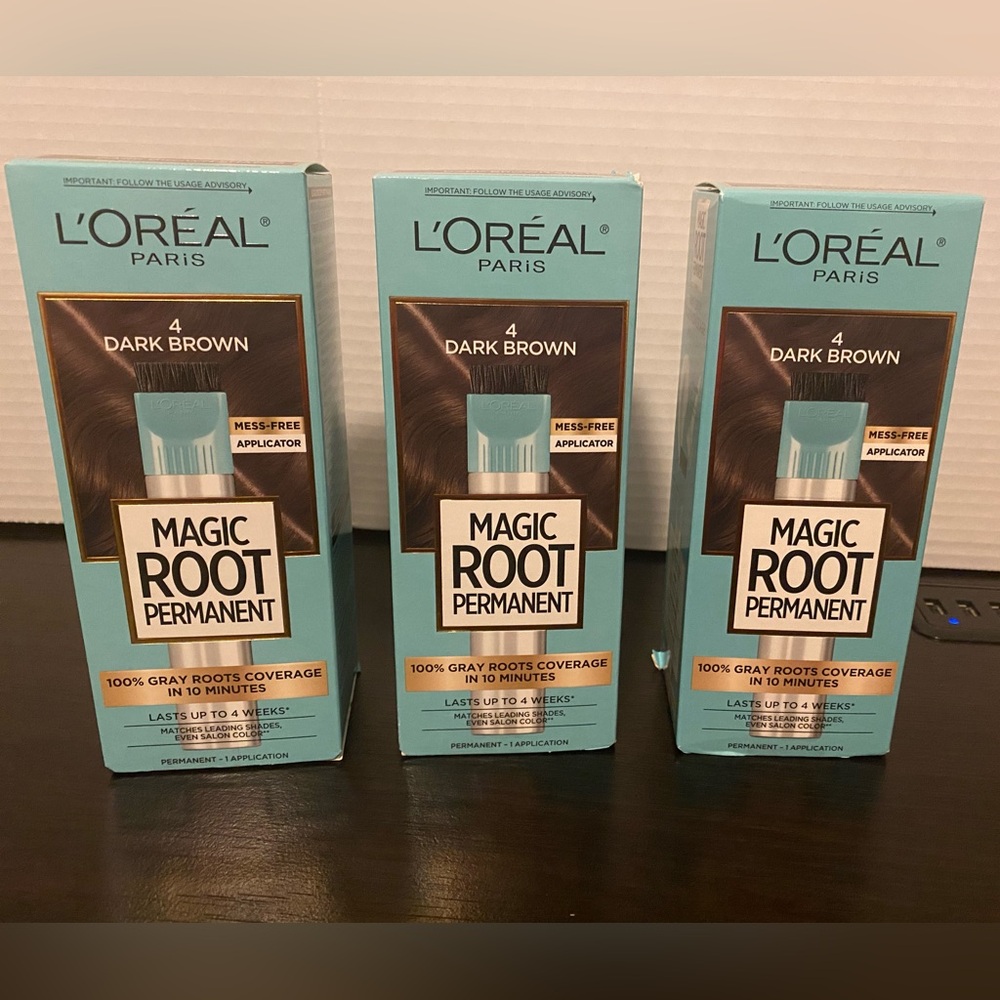 IMPORTANT: FOLLOW THE USAGE ADVISORY
L'ORÉAL®
PARiS
4
DARK BROWN
L'ORÉAL
MESS-FREE
APPLICATOR
MAGIC
ROOT
PERMANENT
100% GRAY ROOTS COVERAGE
IN 10 MINUTES
LASTS UP TO 4 WEEKS*
MATCHES LEADING SHADES,
EVEN SALON COLOR**
PERMANENT - 1 APPLICATION
IMPORTANT: FOLLOW THE USAGE ADVISORY
L'ORÉAL®
PARiS
4
DARK BROWN
L'ORÉAL
MESS-FREE
APPLICATOR
MAGIC
ROOT
PERMANENT
100% GRAY ROOTS COVERAGE
IN 10 MINUTES
LASTS UP TO 4 WEEKS*
MATCHES LEADING SHADES,
EVEN SALON COLOR**
PERMANENT - 1 APPLICATION
IMPORTANT: FOLLOW THE USAGE ADVISORY
L'ORÉAL®
PARiS
4
DARK BROWN
L'ORÉAL
MESS-FREE
APPLICATOR
MAGIC
ROOT
PERMANENT
100% GRAY ROOTS COVERAGE
IN 10 MINUTES
LASTS UP TO 4 WEEKS*
MATCHES LEADING SHADES,
EVEN SALON COLOR**
PERMANENT - 1 APPLICATION